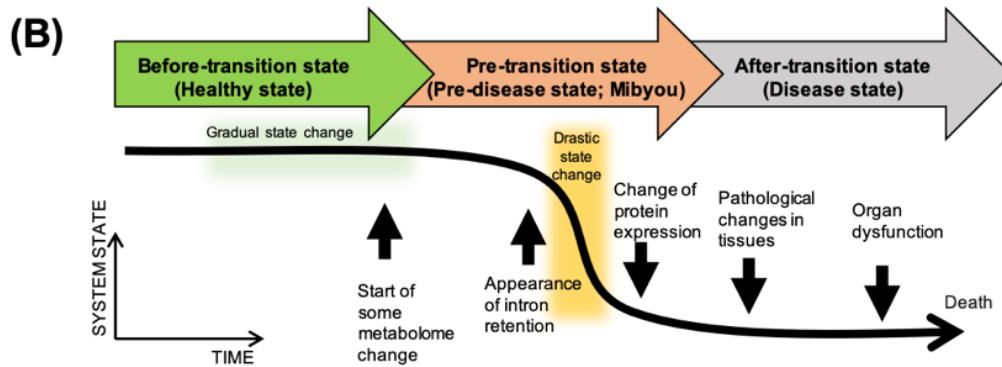 (B)
Before-transition state
(Healthy state)
Pre-transition state
(Pre-disease state; Mibyou)
After-transition state
(Disease state)
Gradual state change
Drastic
state
change
Change of
protein
expression
Pathological
changes in
tissues
Organ
dysfunction
SYSTEM STATE
TIME
Start of
some
metabolome
change
Appearance
of intron
retention
Death